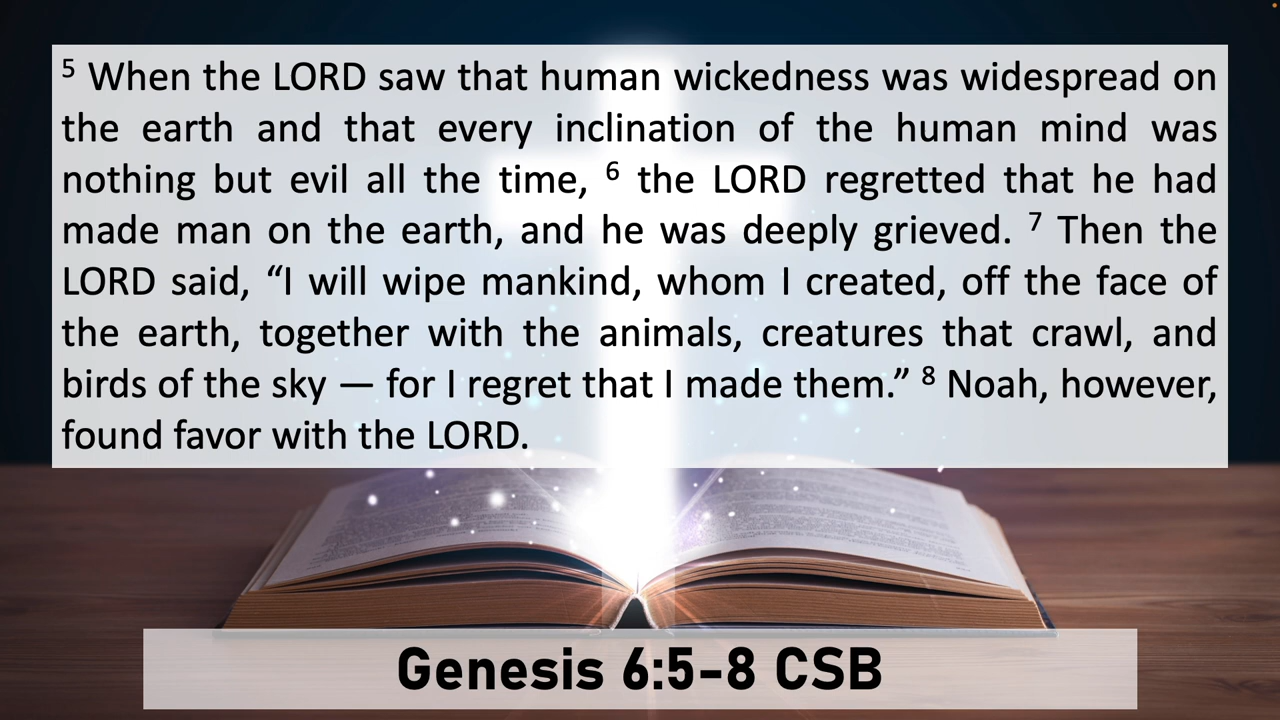 ⁵ When the LORD saw that human wickedness was widespread on
the earth and that every inclination of the human mind was
nothing but evil all the time, ⁶ the LORD regretted that he had
made man on the earth, and he was deeply grieved. ⁷ Then the
LORD said, “I will wipe mankind, whom I created, off the face of
the earth, together with the animals, creatures that crawl, and
birds of the sky — for I regret that I made them.” ⁸ Noah, however,
found favor with the LORD.
Genesis 6:5-8 CSB